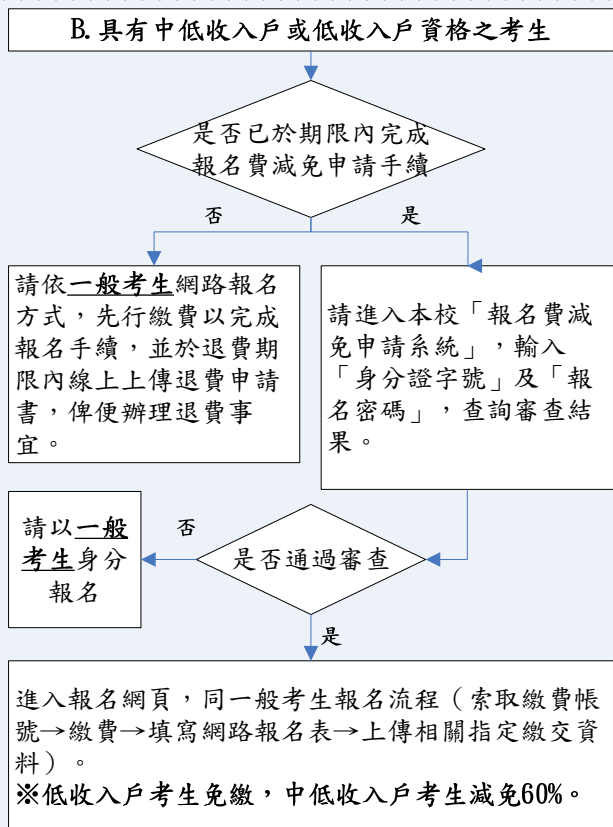 B.具有中低收入戶或低收入戶資格之考生
是否已於期限內完成
報名費減免申請手續
否
是
請依一般考生網路報名
方式，先行繳費以完成
報名手續，並於退費期
限內線上上傳退費申請
書，俾便辦理退費事
宜。
請進入本校「報名費減
免申請系統」，輸入
「身分證字號」及「報
名密碼」，查詢審查結
果。
是否通過審查
否
請以一般
考生身分
報名
是
進入報名網頁，同一般考生報名流程（索取繳費帳
號→繳費→填寫網路報名表→上傳相關指定繳交資
料）。
※低收入戶考生免繳，中低收入戶考生減免60%。